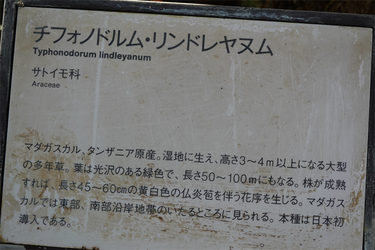 チフォノドルム・リンドレヤヌム
Typhonodorum lindleyanum
サトイモ科
Araceae
マダガスカル、タンザニア原産。湿地に生え、高さ3〜4m以上になる大型
の多年草。葉は光沢のある緑色で、長さ50〜100㎝にもなる。株が成熟
すれば、長さ45〜60㎝の黄白色の仏炎苞を伴う花序を生じる。マダガス
カルでは東部、南部沿岸地帯のいたるところに見られる。本種は日本初
導入である。